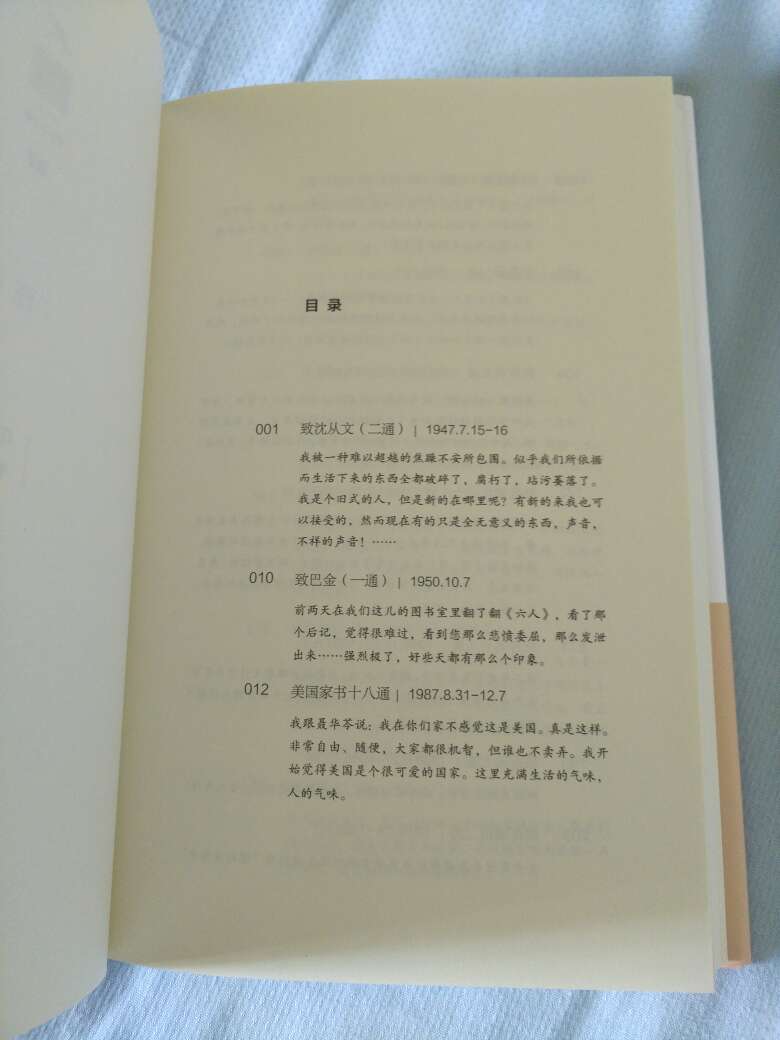 目录
001 致沈从文（二通）| 1947.7.15-16
我被一种难以超越的焦躁不安所包围。似乎我们所依据
而生活下来的东西全都破碎了，腐朽了，玷污萎落了。
我是个旧式的人，但是新的在哪里呢？有新的来我也可
以接受的，然而现在有的只是全无意义的东西，声音，
不祥的声音！……
010 致巴金（一通）| 1950.10.7
前两天在我们这儿的图书室里翻了翻《六人》，看了那
个后记，觉得很难过，看到您那么悲愤委屈，那么发泄
出来……强烈极了，好些天都有那么个印象。
012 美国家书十八通 | 1987.8.31-12.7
我跟聂华苓说：我在你们家不感觉这是美国。真是这样。
非常自由、随便，大家都很机智，但谁也不卖弄。我开
始觉得美国是个很可爱的国家。这里充满生活的气味，
人的气味。